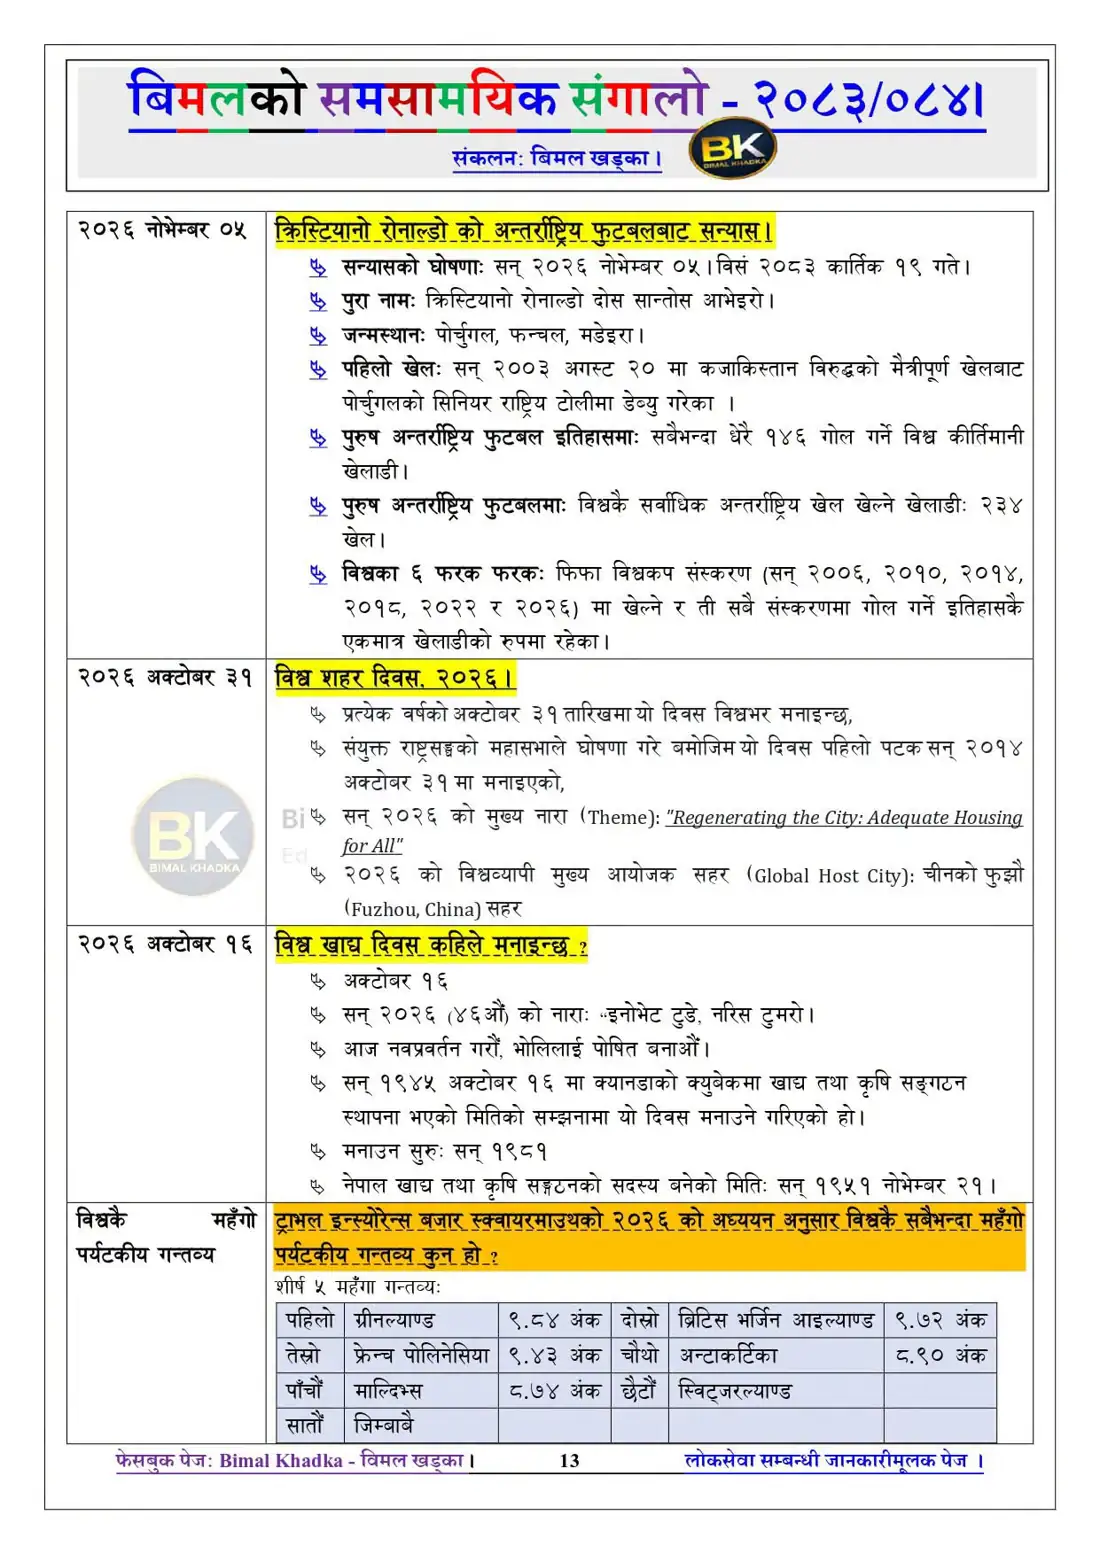 बिमलको समसामयिक संगालो - २०८३/०८४।
संकलनः बिमल खड्का।
BK
BIMAL KHADKA
२०२६ नोभेम्बर ०५
क्रिस्टियानो रोनाल्डो को अन्तर्राष्ट्रिय फुटबलबाट सन्यास।
सन्यासको घोषणाः सन् २०२६ नोभेम्बर ०५।विसं २०८३ कार्तिक १९ गते।
पुरा नामः क्रिस्टियानो रोनाल्डो दोस सान्तोस आभेइरो।
जन्मस्थानः पोर्चुगल, फन्चल, मडेइरा।
पहिलो खेलः सन् २००३ अगस्ट २० मा कजाकिस्तान विरुद्धको मैत्रीपूर्ण खेलबाट
पोर्चुगलको सिनियर राष्ट्रिय टोलीमा डेब्यु गरेका ।
पुरुष अन्तर्राष्ट्रिय फुटबल इतिहासमाः सबैभन्दा धेरै १४६ गोल गर्ने विश्व कीर्तिमानी
खेलाडी।
पुरुष अन्तर्राष्ट्रिय फुटबलमाः विश्वकै सर्वाधिक अन्तर्राष्ट्रिय खेल खेल्ने खेलाडीः २३४
खेल।
विश्वका ६ फरक फरकः फिफा विश्वकप संस्करण (सन् २००६, २०१०, २०१४,
२०१८, २०२२ र २०२६) मा खेल्ने र ती सबै संस्करणमा गोल गर्ने इतिहासकै
एकमात्र खेलाडीको रुपमा रहेका।
२०२६ अक्टोबर ३१
विश्व शहर दिवस, २०२६।
प्रत्येक वर्षको अक्टोबर ३१ तारिखमा यो दिवस विश्वभर मनाइन्छ,
संयुक्त राष्ट्रसङ्घको महासभाले घोषणा गरे बमोजिम यो दिवस पहिलो पटक सन् २०१४
अक्टोबर ३१ मा मनाइएको,
सन् २०२६ को मुख्य नारा (Theme): "Regenerating the City: Adequate Housing
for All"
२०२६ को विश्वव्यापी मुख्य आयोजक सहर (Global Host City): चीनको फुझौ
(Fuzhou, China) सहर
BK
BIMAL KHADKA
Bi
Ed
२०२६ अक्टोबर १६
विश्व खाद्य दिवस कहिले मनाइन्छ ?
अक्टोबर १६
सन् २०२६ (४६औं) को नाराः “इनोभेट टुडे, नरिस टुमरो।
आज नवप्रवर्तन गरौं, भोलिलाई पोषित बनाऔं।
सन् १९४५ अक्टोबर १६ मा क्यानडाको क्युबेकमा खाद्य तथा कृषि सङ्गठन
स्थापना भएको मितिको सम्झनामा यो दिवस मनाउने गरिएको हो।
मनाउन सुरुः सन् १९८१
नेपाल खाद्य तथा कृषि सङ्गठनको सदस्य बनेको मितिः सन् १९५१ नोभेम्बर २१।
विश्वकै महँगो
पर्यटकीय गन्तव्य
ट्राभल इन्स्योरेन्स बजार स्क्वायरमाउथको २०२६ को अध्ययन अनुसार विश्वकै सबैभन्दा महँगो
पर्यटकीय गन्तव्य कुन हो ?
शीर्ष ५ महँगा गन्तव्यः
पहिलो ग्रीनल्याण्ड ९.८४ अंक दोस्रो ब्रिटिस भर्जिन आइल्याण्ड ९.७२ अंक
तेस्रो फ्रेन्च पोलिनेसिया ९.४३ अंक चौथो अन्टार्कटिका ८.९० अंक
पाँचौं माल्दिभ्स ८.७४ अंक छैटौं स्विट्जरल्याण्ड
सातौं जिम्बाबै
फेसबुक पेजः Bimal Khadka - विमल खड्का। 13 लोकसेवा सम्बन्धी जानकारीमूलक पेज ।